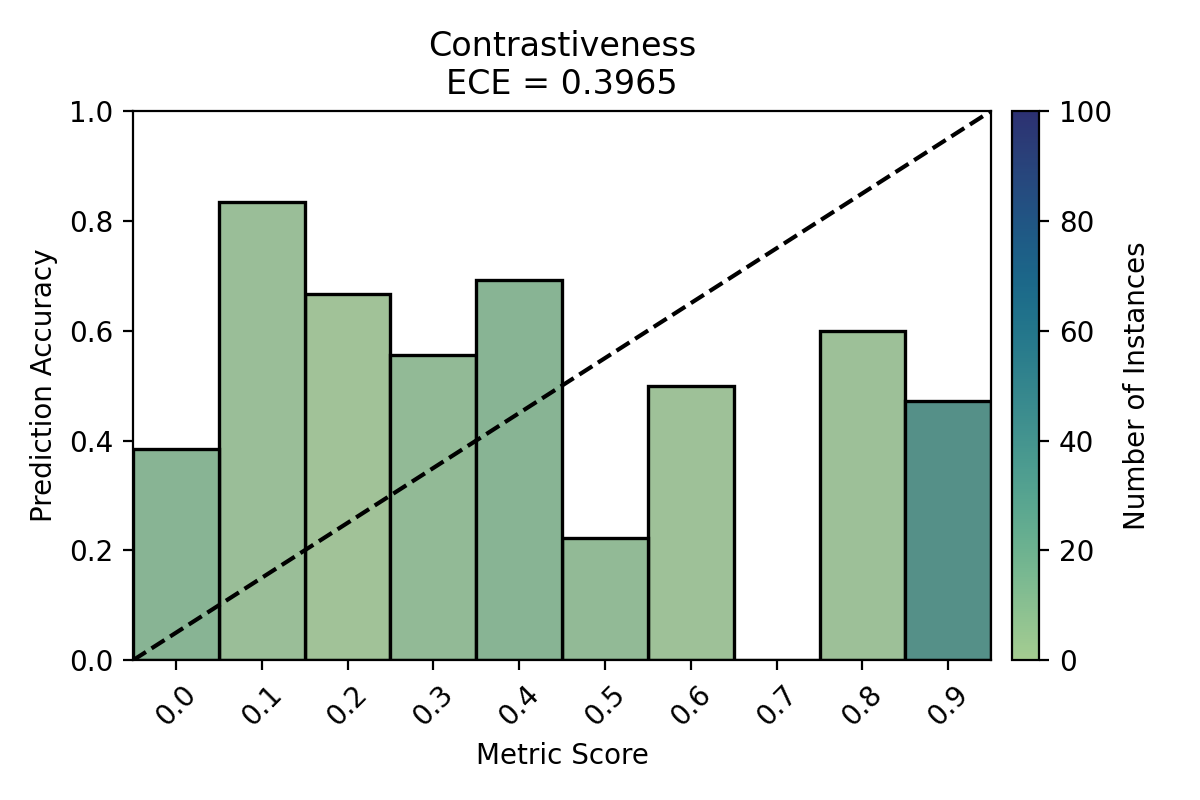 Contrastiveness
ECE = 0.3965
1.0
0.8
0.6
0.4
0.2
0.0
Prediction Accuracy
0.0 0.1 0.2 0.3 0.4 0.5 0.6 0.7 0.8 0.9
Metric Score
100
80
60
40
20
0
Number of Instances